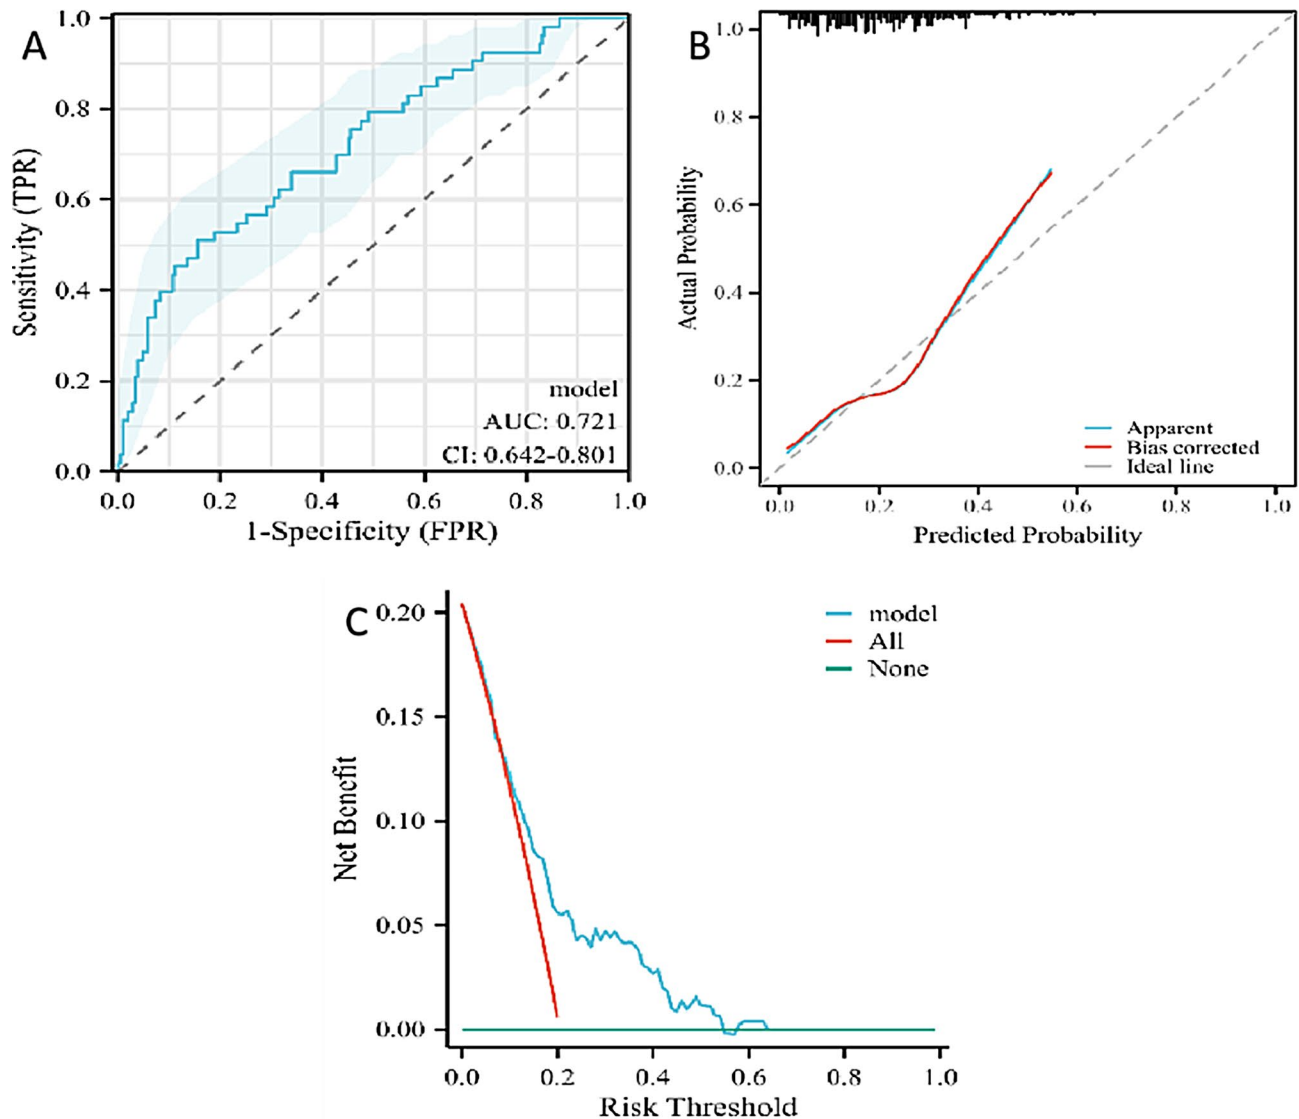 A
1.0
0.8
0.6
0.4
0.2
0.0
Sensitivity (TPR)
model
AUC: 0.721
CI: 0.642-0.801
0.0 0.2 0.4 0.6 0.8 1.0
1-Specificity (FPR)
B
1.0
0.8
0.6
0.4
0.2
0.0
Actual Probability
Apparent
Bias corrected
Ideal line
0.0 0.2 0.4 0.6 0.8 1.0
Predicted Probability
C
0.20
0.15
0.10
0.05
0.00
Net Benefit
model
All
None
0.0 0.2 0.4 0.6 0.8 1.0
Risk Threshold